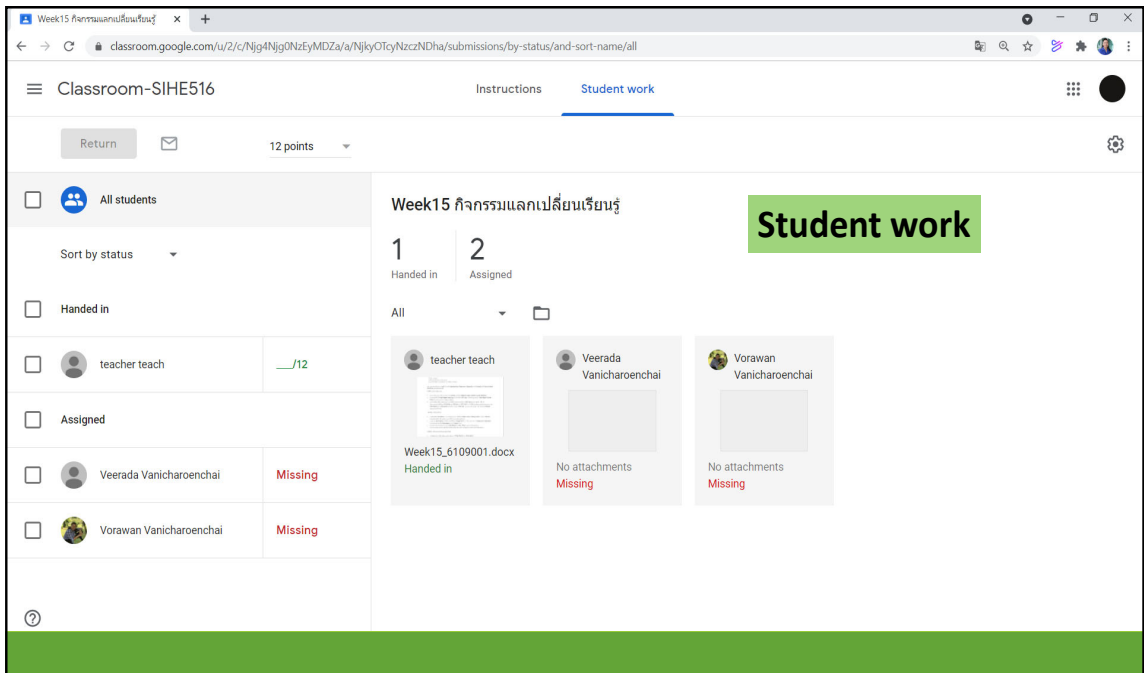 Week15 กิจกรรมแลกเปลี่ยนเรียนรู้
classroom.google.com/u/2/c/Njg4Njg0NzEyMDZa/a/NjkyOTcyNzczNDha/submissions/by-status/and-sort-name/all
Classroom-SIHE516
Instructions
Student work
Return
12 points
All students
Sort by status
Handed in
teacher teach
___/12
Assigned
Veerada Vanicharoenchai
Missing
Vorawan Vanicharoenchai
Missing
Week15 กิจกรรมแลกเปลี่ยนเรียนรู้
Student work
1
Handed in
2
Assigned
All
teacher teach
Week15_6109001.docx
Handed in
Veerada
Vanicharoenchai
No attachments
Missing
Vorawan
Vanicharoenchai
No attachments
Missing